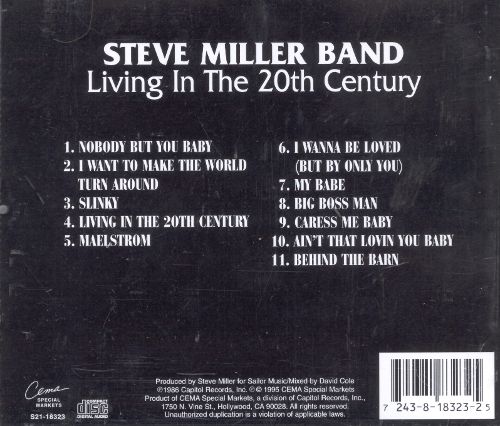 STEVE MILLER BAND
Living In The 20th Century
1. NOBODY BUT YOU BABY
2. I WANT TO MAKE THE WORLD
TURN AROUND
3. SLINKY
4. LIVING IN THE 20TH CENTURY
5. MAELSTROM
6. I WANNA BE LOVED
(BUT BY ONLY YOU)
7. MY BABE
8. BIG BOSS MAN
9. CARESS ME BABY
10. AIN'T THAT LOVIN YOU BABY
11. BEHIND THE BARN
Cema
SPECIAL
MARKETS
S21-18323
COMPACT
disc
DIGITAL AUDIO
Produced by Steve Miller for Sailor Music/Mixed by David Cole
℗1986 Capitol Records, Inc. ℗ © 1995 CEMA Special Markets
Product of CEMA Special Markets, a division of Capitol Records, Inc.,
1750 N. Vine St., Hollywood, CA 90028. All rights reserved.
Unauthorized duplication is a violation of applicable laws.
7 243-8-18323-2 5